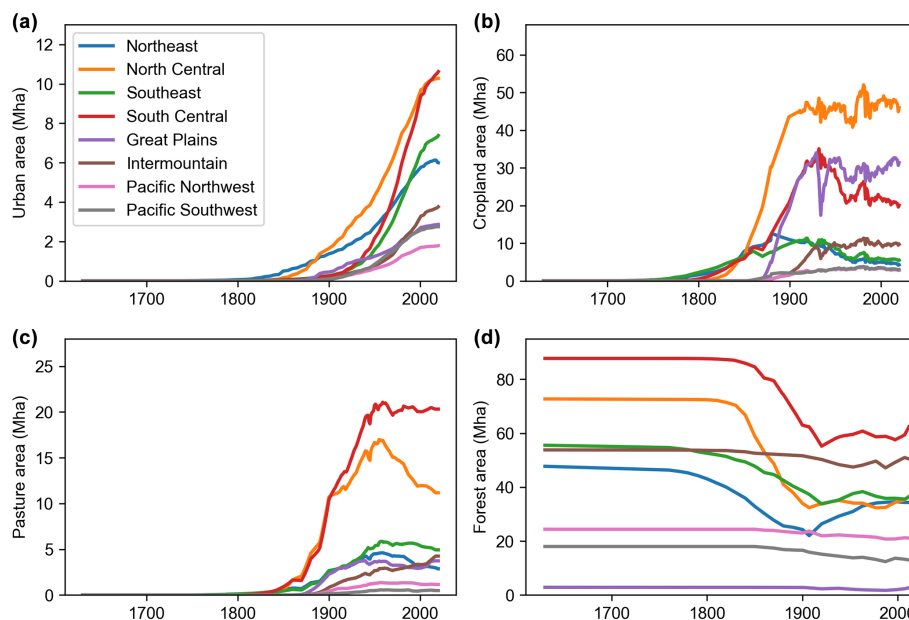 (a)
Urban area (Mha)
12
10
8
6
4
2
0
Northeast
North Central
Southeast
South Central
Great Plains
Intermountain
Pacific Northwest
Pacific Southwest
1700 1800 1900 2000
(b)
Cropland area (Mha)
60
50
40
30
20
10
0
1700 1800 1900 2000
(c)
Pasture area (Mha)
25
20
15
10
5
0
1700 1800 1900 2000
(d)
Forest area (Mha)
80
60
40
20
0
1700 1800 1900 200